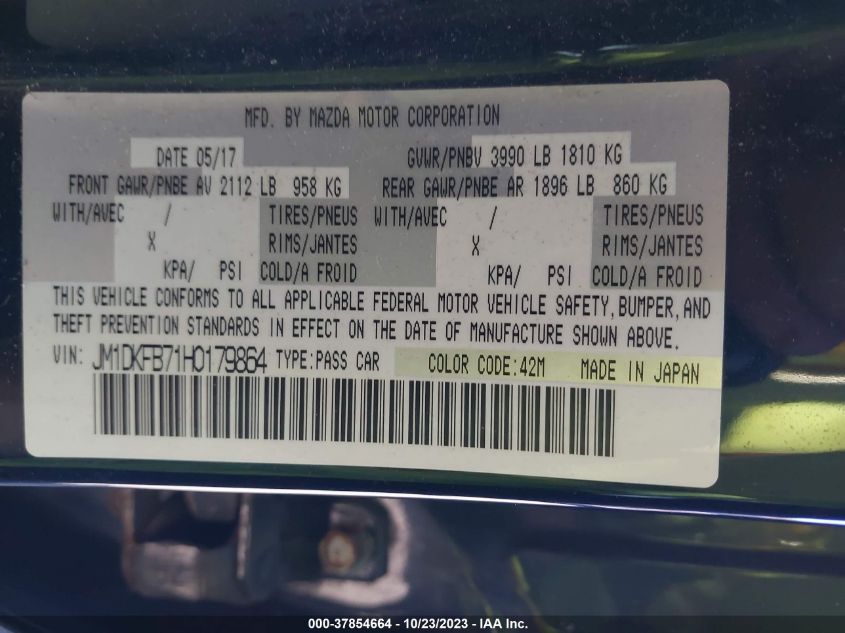 MFD. BY MAZDA MOTOR CORPORATION
DATE 05/17 GVWR/PNBV 3990 LB 1810 KG
FRONT GAWR/PNBE AV 2112 LB 958 KG REAR GAWR/PNBE AR 1896 LB 860 KG
WITH/AVEC / TIRES/PNEUS WITH/AVEC / TIRES/PNEUS
X RIMS/JANTES X RIMS/JANTES
KPA/ PSI COLD/A FROID KPA/ PSI COLD/A FROID
THIS VEHICLE CONFORMS TO ALL APPLICABLE FEDERAL MOTOR VEHICLE SAFETY, BUMPER, AND
THEFT PREVENTION STANDARDS IN EFFECT ON THE DATE OF MANUFACTURE SHOWN ABOVE.
VIN: JM1DKFB71H0179864 TYPE:PASS CAR COLOR CODE:42M MADE IN JAPAN
000-37854664 - 10/23/2023 - IAA Inc.